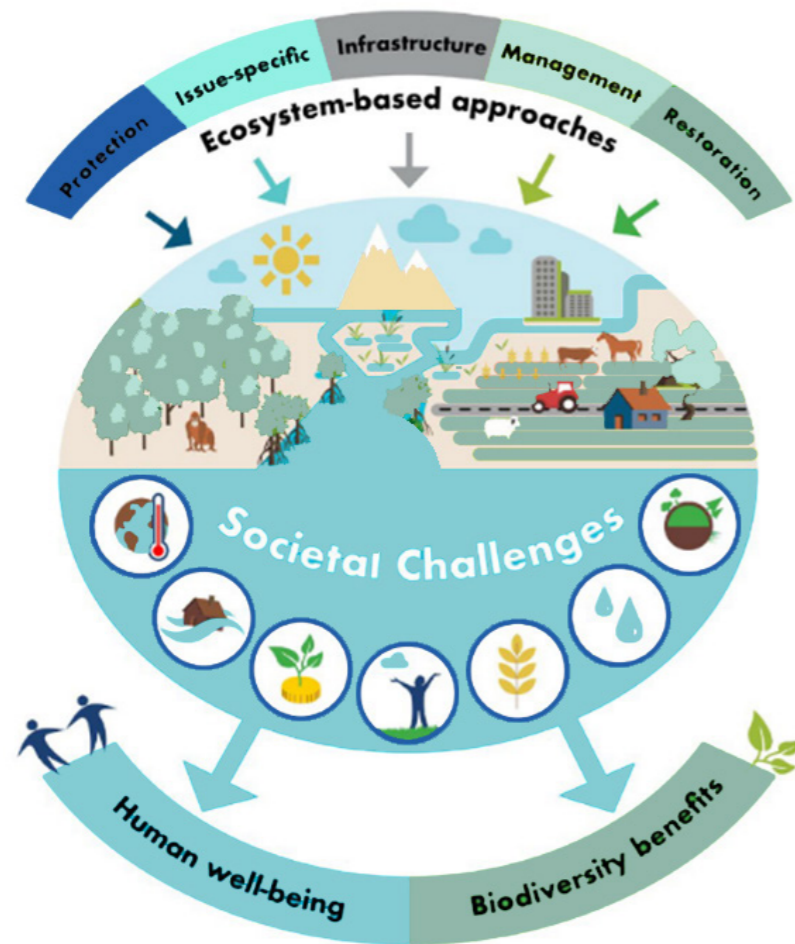 Protection
Issue-specific
Infrastructure
Management
Restoration
Ecosystem-based approaches
Societal Challenges
Human well-being
Biodiversity benefits